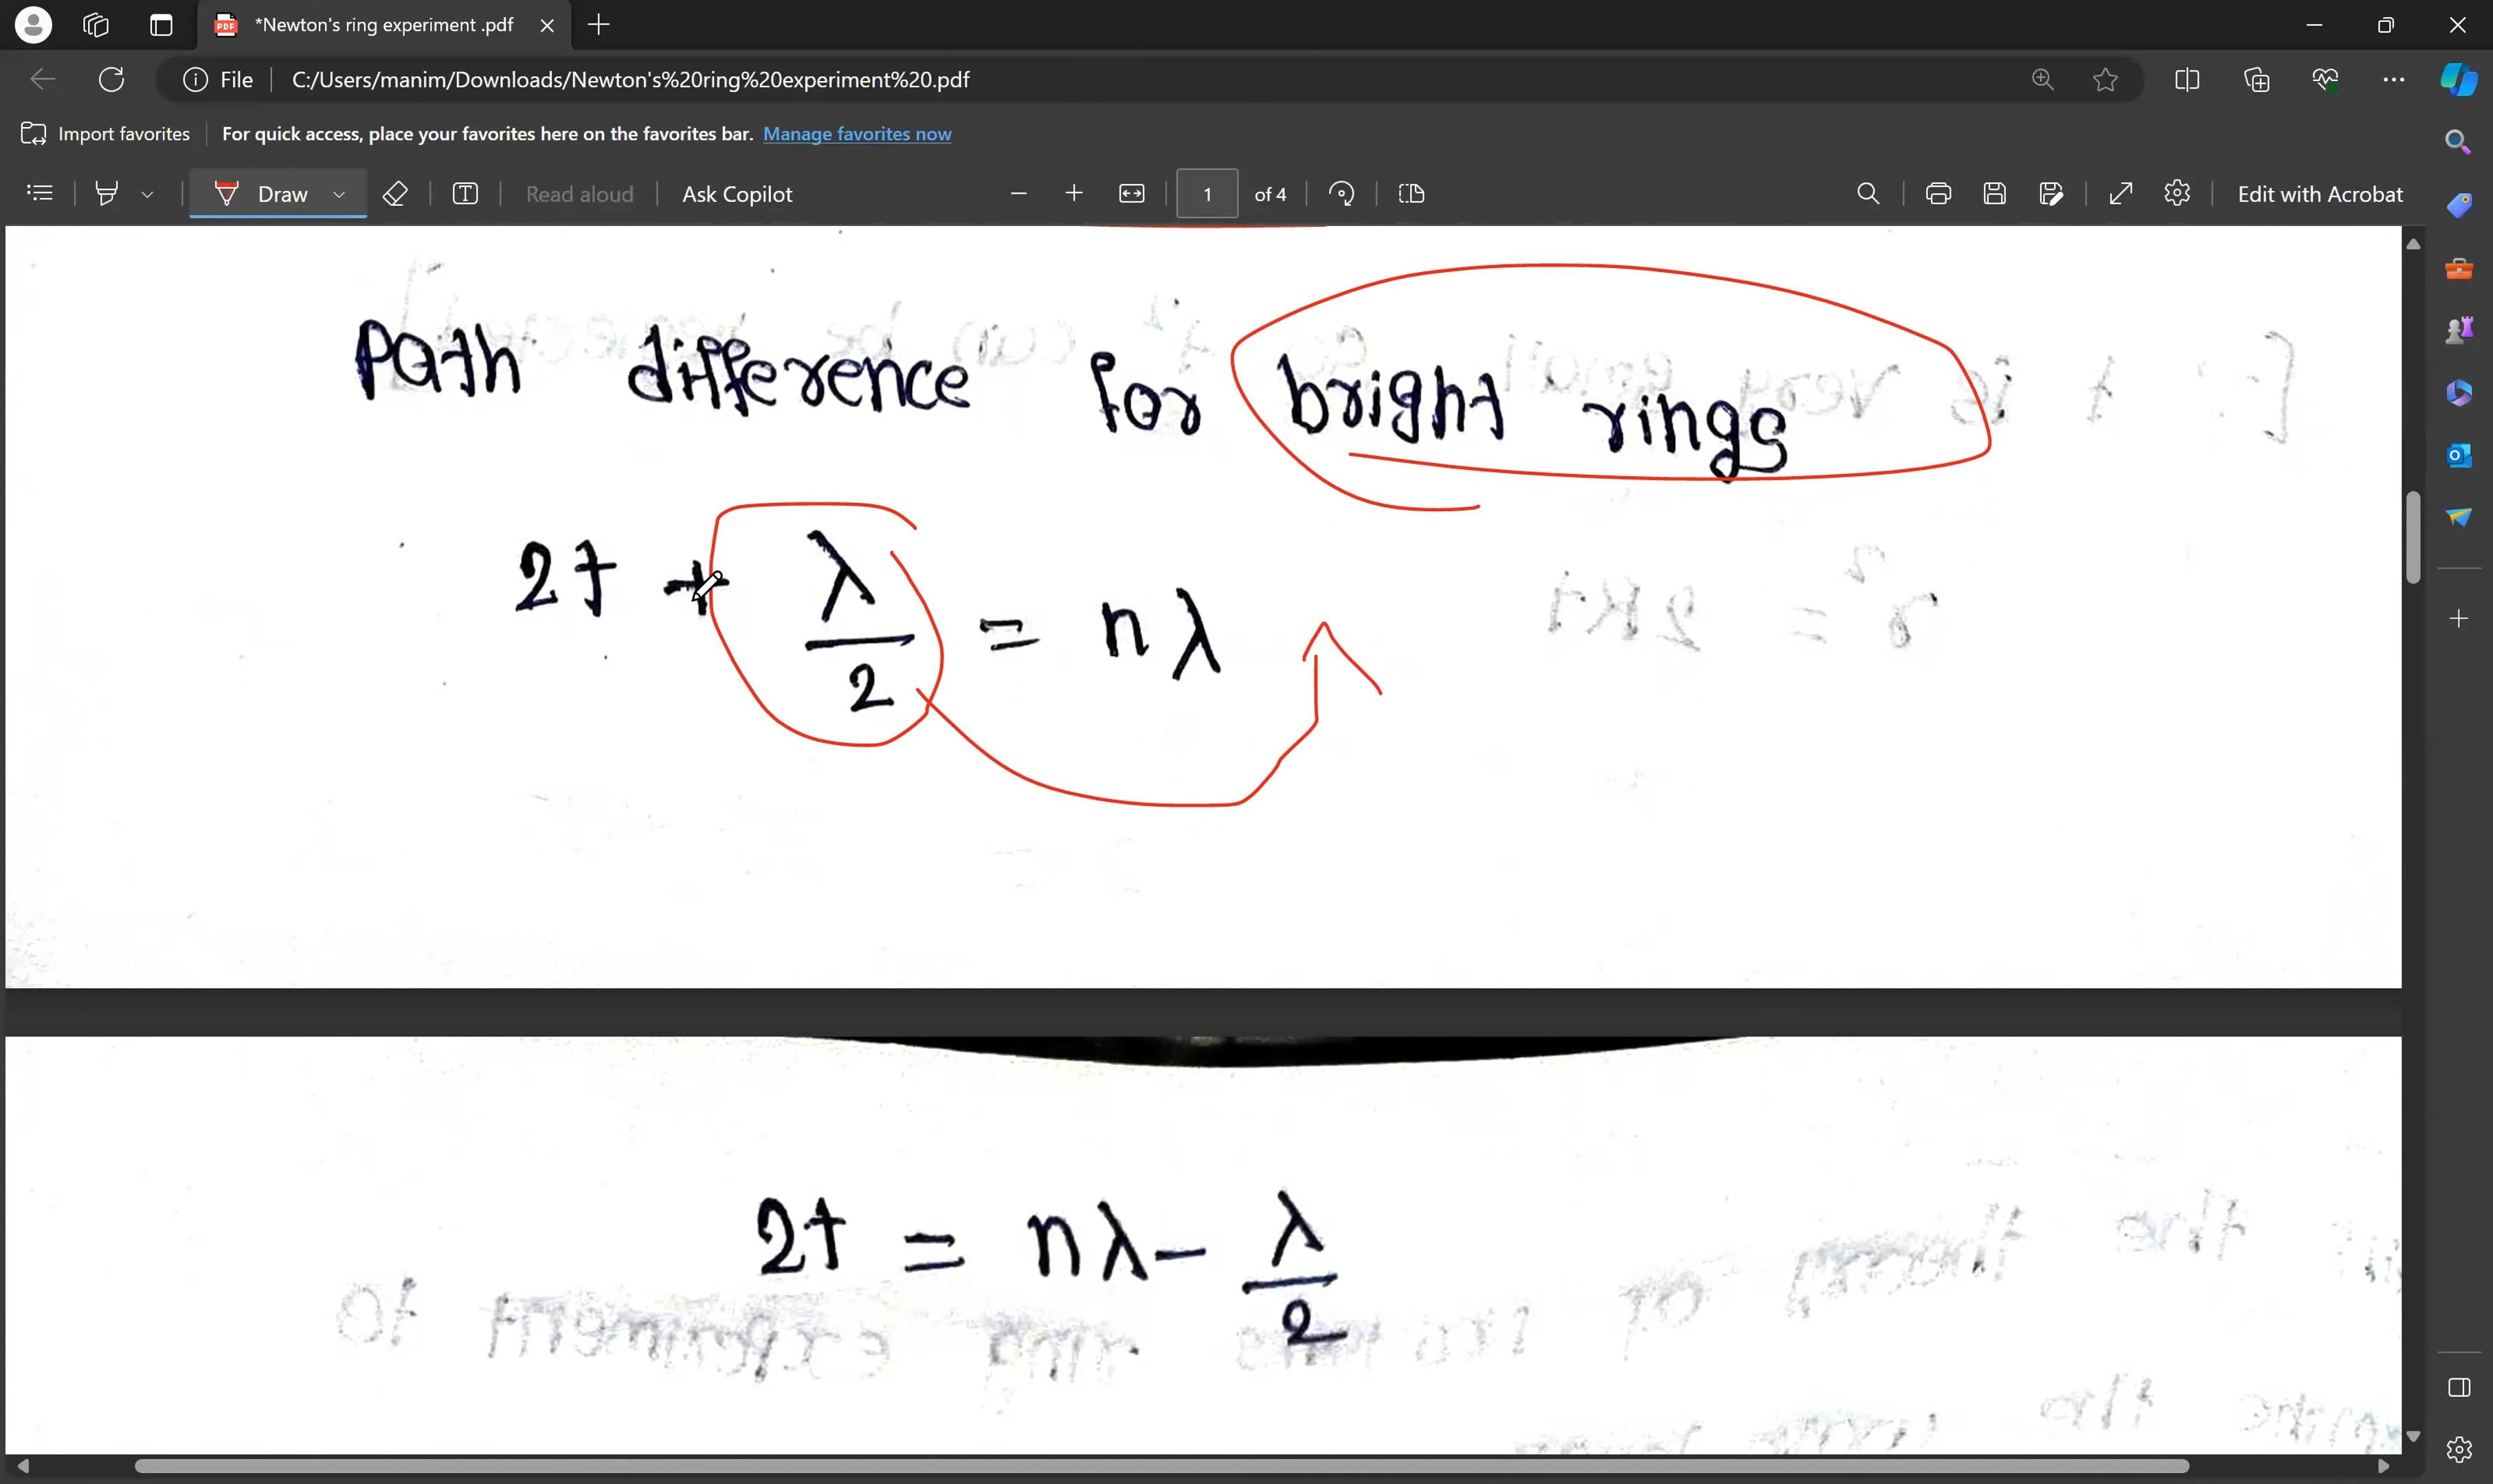 *Newton's ring experiment .pdf
File C:/Users/manim/Downloads/Newton's%20ring%20experiment%20.pdf
Import favorites For quick access, place your favorites here on the favorites bar. Manage favorites now
Draw Read aloud Ask Copilot 1 of 4 Edit with Acrobat
Path difference for bright rings
2t + λ/2 = nλ
2t = nλ - λ/2